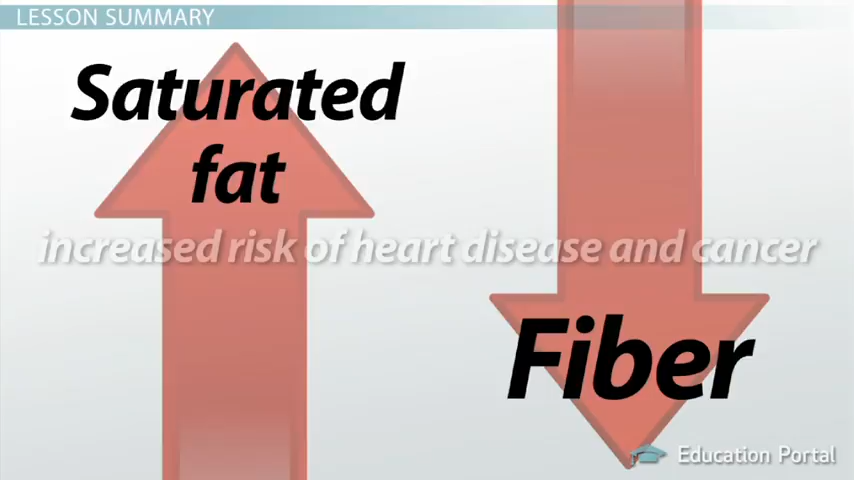 LESSON SUMMARY
Saturated
fat
increased risk of heart disease and cancer
Fiber
Education Portal